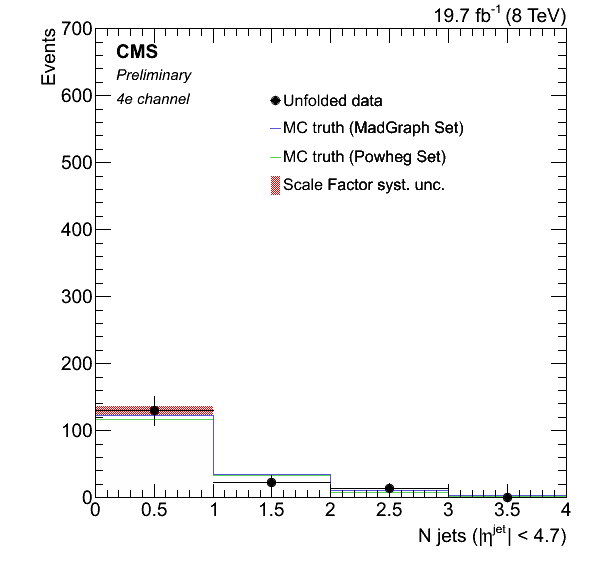 19.7 fb⁻¹ (8 TeV)
Events
CMS
Preliminary
4e channel
Unfolded data
MC truth (MadGraph Set)
MC truth (Powheg Set)
Scale Factor syst. unc.
700
600
500
400
300
200
100
0
0 0.5 1 1.5 2 2.5 3 3.5 4
N jets (|η^jet| < 4.7)